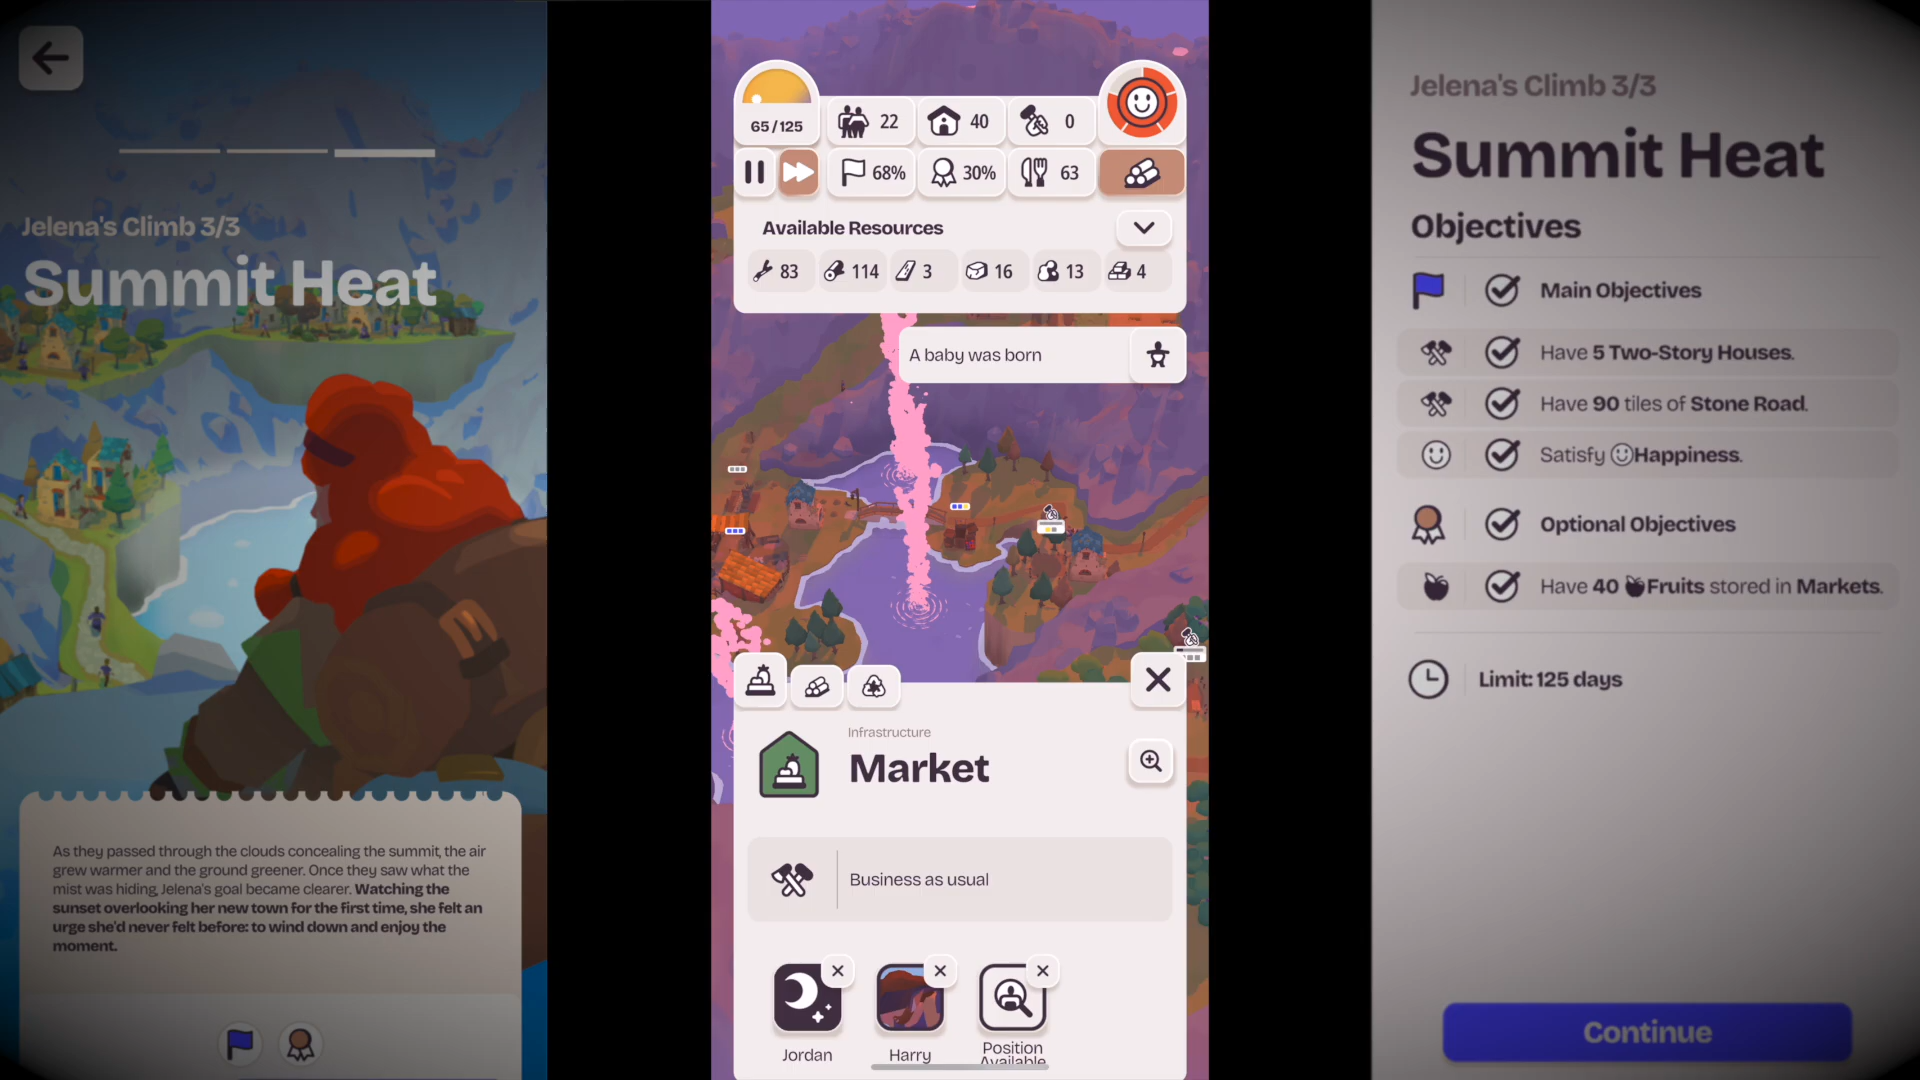 Jelena's Climb 3/3
Summit Heat
As they passed through the clouds concealing the summit, the air
grew warmer and the ground greener. Once they saw what the
mist was hiding, Jelena's goal became clearer. Watching the
sunset overlooking her new town for the first time, she felt an
urge she'd never felt before: to wind down and enjoy the
moment.
65/125
22
40
0
68%
30%
63
Available Resources
83
114
3
16
13
4
A baby was born
Infrastructure
Market
Business as usual
Jordan
Harry
Position
Available
Jelena's Climb 3/3
Summit Heat
Objectives
Main Objectives
Have 5 Two-Story Houses.
Have 90 tiles of Stone Road.
Satisfy Happiness.
Optional Objectives
Have 40 Fruits stored in Markets.
Limit: 125 days
Continue